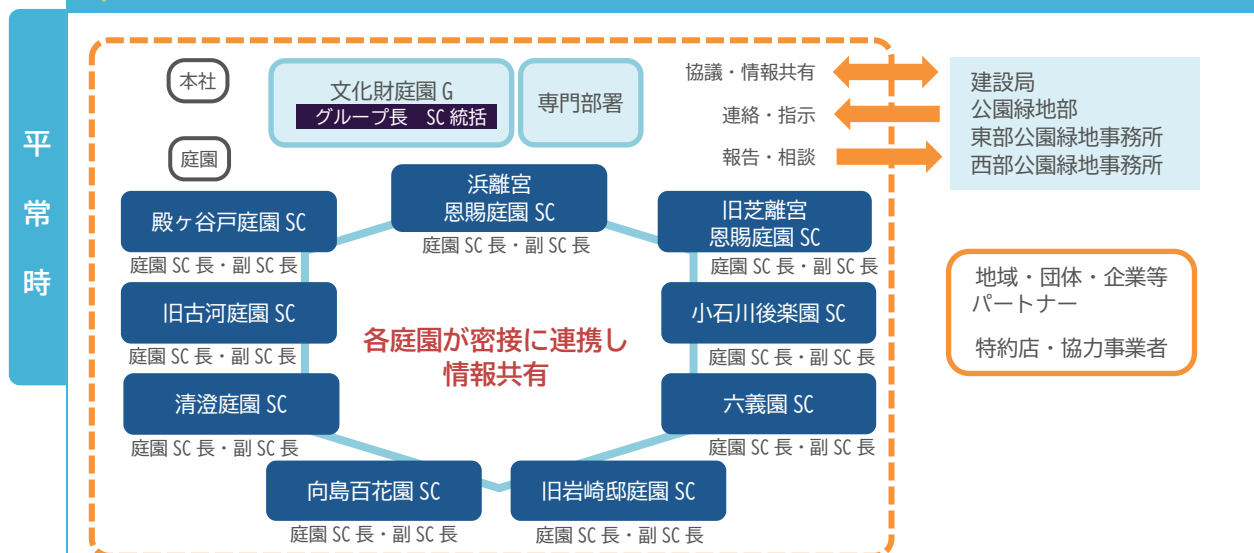 平常時
本社
文化財庭園 G
グループ長 SC 統括
専門部署
協議・情報共有
連絡・指示
報告・相談
建設局
公園緑地部
東部公園緑地事務所
西部公園緑地事務所
庭園
浜離宮
恩賜庭園 SC
庭園 SC 長・副 SC 長
殿ヶ谷戸庭園 SC
庭園 SC 長・副 SC 長
旧芝離宮
恩賜庭園 SC
庭園 SC 長・副 SC 長
旧古河庭園 SC
庭園 SC 長・副 SC 長
各庭園が密接に連携し
情報共有
小石川後楽園 SC
庭園 SC 長・副 SC 長
清澄庭園 SC
庭園 SC 長・副 SC 長
六義園 SC
庭園 SC 長・副 SC 長
向島百花園 SC
庭園 SC 長・副 SC 長
旧岩崎邸庭園 SC
庭園 SC 長・副 SC 長
地域・団体・企業等
パートナー
特約店・協力事業者